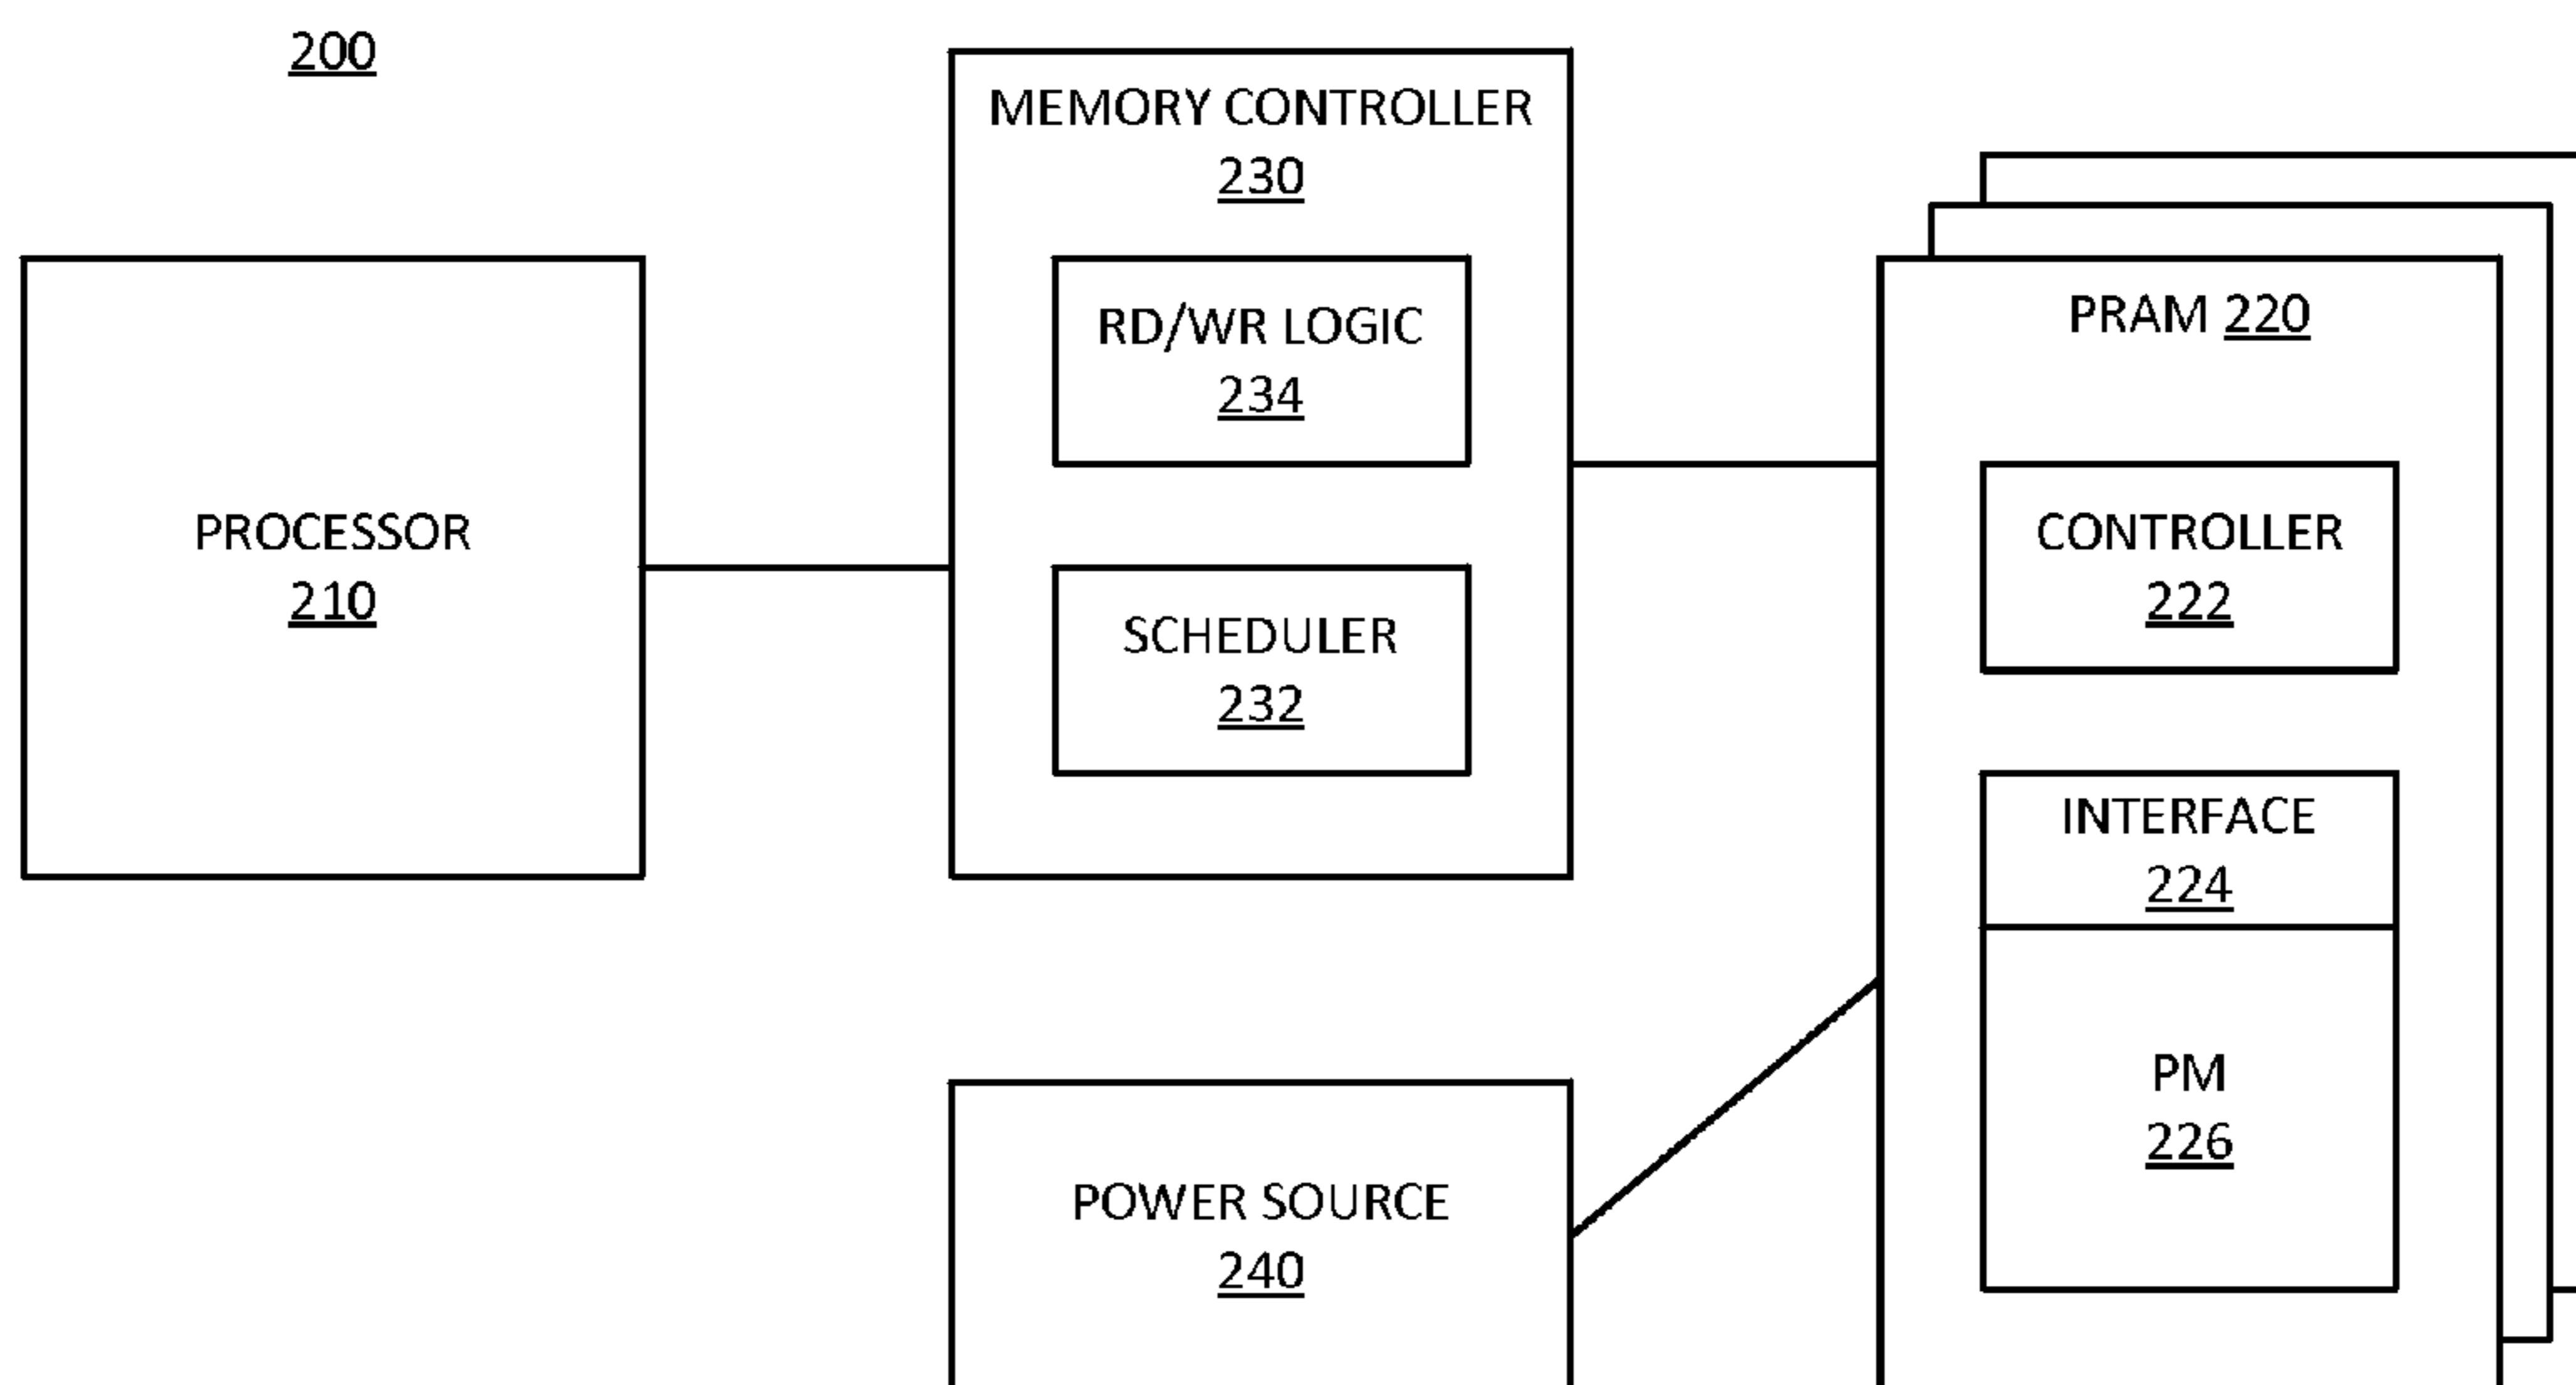 200
MEMORY CONTROLLER
230
RD/WR LOGIC
234
SCHEDULER
232
PROCESSOR
210
PRAM 220
CONTROLLER
222
INTERFACE
224
PM
226
POWER SOURCE
240